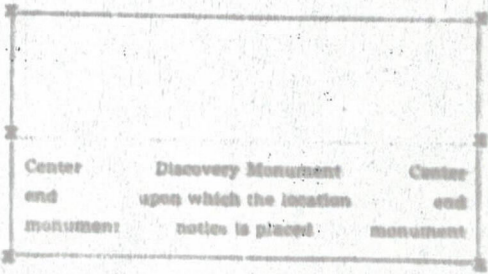 Center Discovery Monument Center
end upon which the location end
monument notice is placed monument